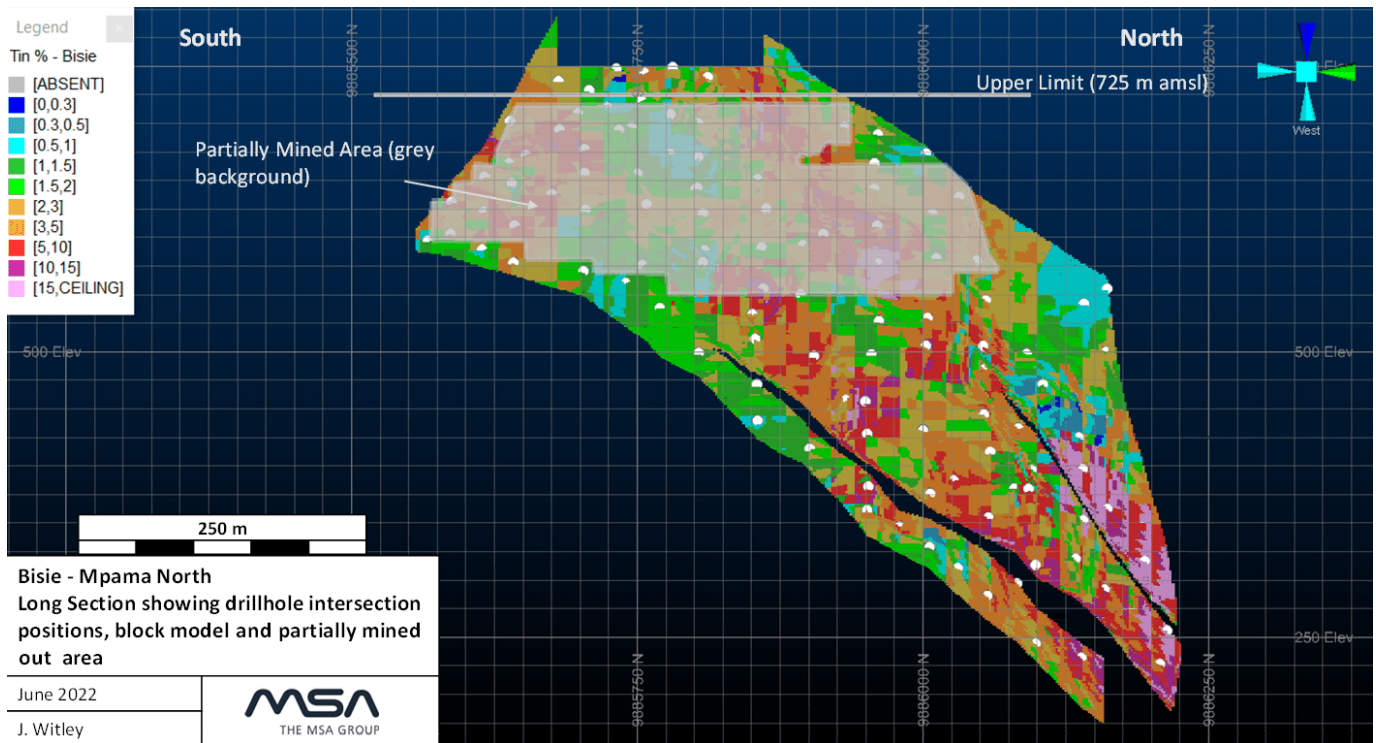 Legend
Tin % - Bisie
[ABSENT]
[0,0.3]
[0.3,0.5]
[0.5,1]
[1,1.5]
[1.5,2]
[2,3]
[3,5]
[5,10]
[10,15]
[15,CEILING]
South
North
9885500 N
9886000 N
Upper Limit (725 m amsl)
West
Partially Mined Area (grey
background)
500 Elev
500 Elev
250 m
250 Elev
9885750 N
9886000 N
9886250 N
Bisie - Mpama North
Long Section showing drillhole intersection
positions, block model and partially mined
out area
June 2022
J. Witley
MSA
THE MSA GROUP